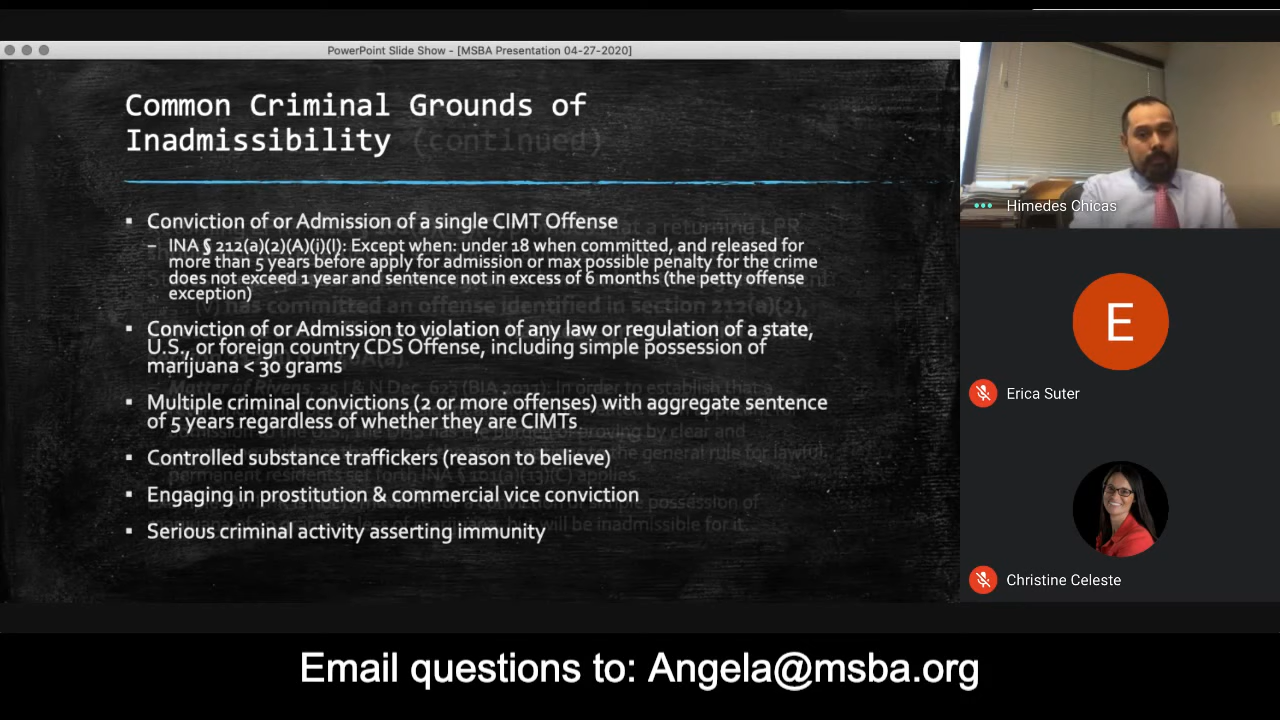 PowerPoint Slide Show - [MSBA Presentation 04-27-2020]
Common Criminal Grounds of
Inadmissibility (continued)
▪ Conviction of or Admission of a single CIMT Offense
– INA § 212(a)(2)(A)(i)(I): Except when: under 18 when committed, and released for
more than 5 years before apply for admission or max possible penalty for the crime
does not exceed 1 year and sentence not in excess of 6 months (the petty offense
exception)
▪ Conviction of or Admission to violation of any law or regulation of a state,
U.S., or foreign country CDS Offense, including simple possession of
marijuana < 30 grams
▪ Multiple criminal convictions (2 or more offenses) with aggregate sentence
of 5 years regardless of whether they are CIMTs
▪ Controlled substance traffickers (reason to believe)
▪ Engaging in prostitution & commercial vice conviction
▪ Serious criminal activity asserting immunity
Himedes Chicas
E
Erica Suter
Christine Celeste
Email questions to: Angela@msba.org